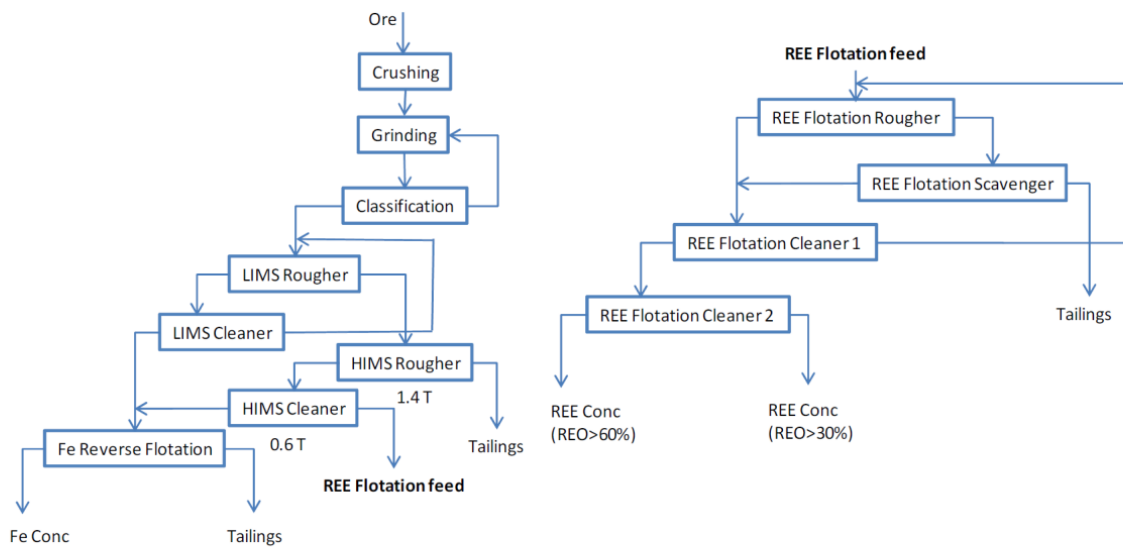 Ore
Crushing
Grinding
Classification
LIMS Rougher
LIMS Cleaner
HIMS Rougher
1.4 T
HIMS Cleaner
0.6 T
Tailings
Fe Reverse Flotation
REE Flotation feed
Fe Conc
Tailings
REE Flotation feed
REE Flotation Rougher
REE Flotation Scavenger
REE Flotation Cleaner 1
REE Flotation Cleaner 2
Tailings
REE Conc
(REO>60%)
REE Conc
(REO>30%)